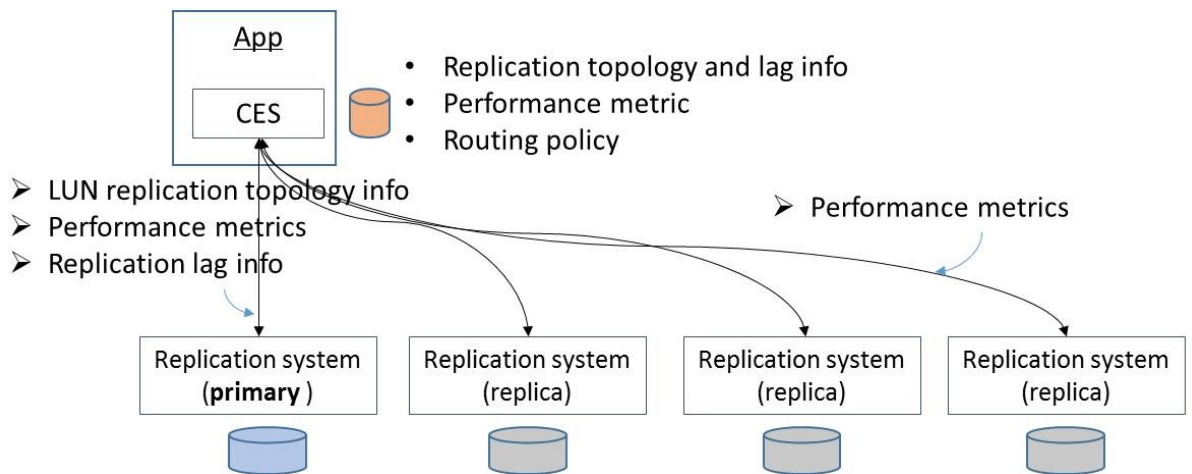 App
CES
• Replication topology and lag info
• Performance metric
• Routing policy
➢ LUN replication topology info
➢ Performance metrics
➢ Replication lag info
➢ Performance metrics
Replication system
(primary )
Replication system
(replica)
Replication system
(replica)
Replication system
(replica)